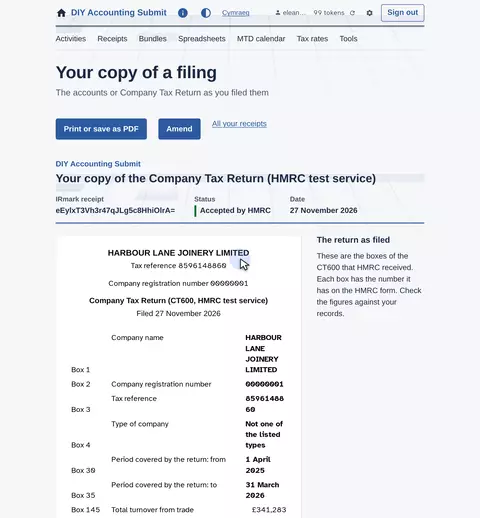 DIY Accounting Submit
Cymraeg
elean...
99 tokens
Sign out
Activities
Receipts
Bundles
Spreadsheets
MTD calendar
Tax rates
Tools
Your copy of a filing
The accounts or Company Tax Return as you filed them
Print or save as PDF
Amend
All your receipts
DIY Accounting Submit
Your copy of the Company Tax Return (HMRC test service)
IRmark receipt
Status
Date
Accepted by HMRC
27 November 2026
HARBOUR LANE JOINERY LIMITED
Tax reference 8596148860
Company registration number 00000001
Company Tax Return (CT600, HMRC test service)
Filed 27 November 2026
Box 1 Company name HARBOUR
LANE
JOINERY
LIMITED
Box 2 Company registration number 00000001
Box 3 Tax reference 85961488
60
Box 4 Type of company Not one of
the listed
types
Box 30 Period covered by the return: from 1 April
2025
Box 35 Period covered by the return: to 31 March
2026
Box 145 Total turnover from trade £341,283
The return as filed
These are the boxes of the
CT600 that HMRC received.
Each box has the number it
has on the HMRC form. Check
the figures against your
records.